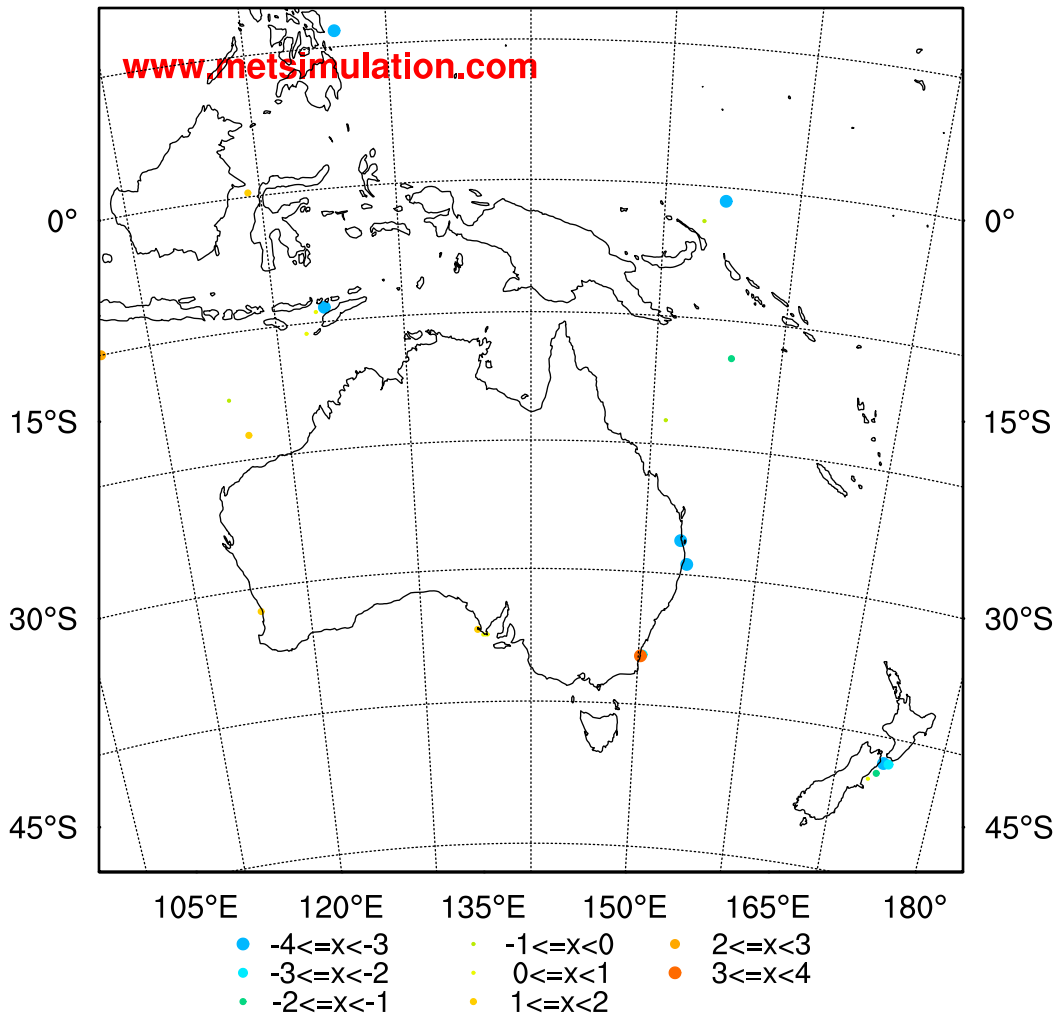 www.metsimulation.com
0° 0°
15°S 15°S
30°S 30°S
45°S 45°S
105°E 120°E 135°E 150°E 165°E 180°
-4<=x<-3 -1<=x<0 2<=x<3
-3<=x<-2 0<=x<1 3<=x<4
-2<=x<-1 1<=x<2